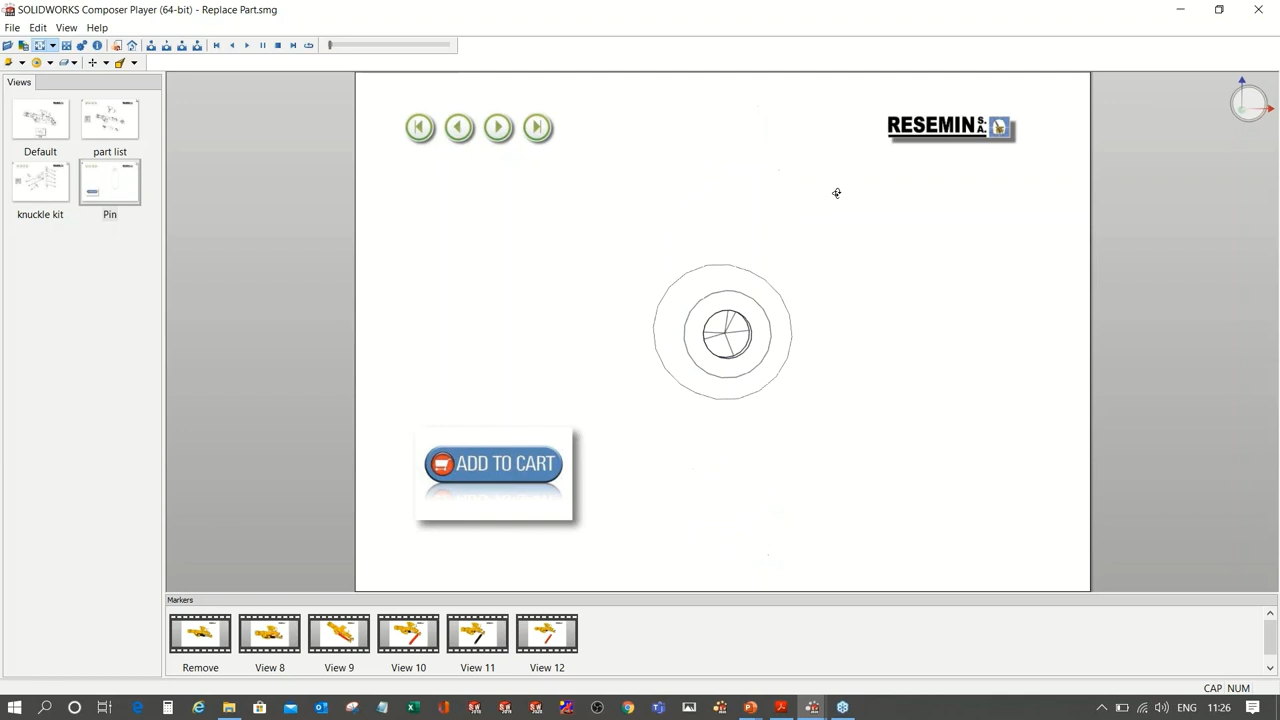 SOLIDWORKS Composer Player (64-bit) - Replace Part.smg
File Edit View Help
Views
Default
part list
knuckle kit
Pin
RESEMIN S.A.
ADD TO CART
Markers
Remove
View 8
View 9
View 10
View 11
View 12
CAP NUM
ENG
11:26